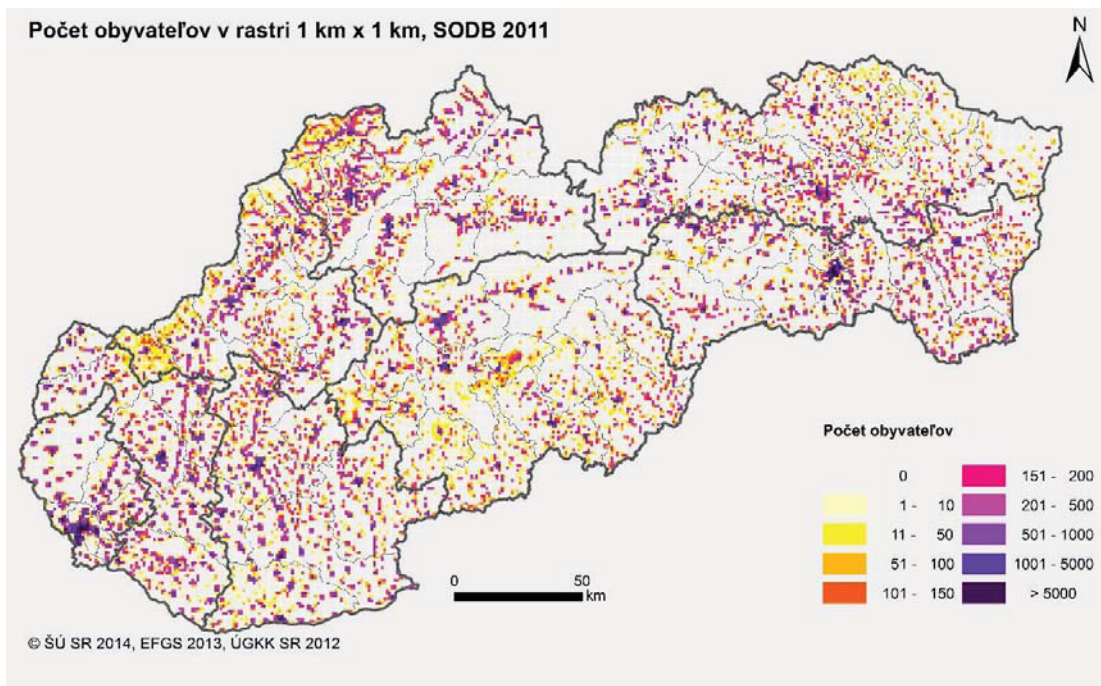 Počet obyvateľov v rastri 1 km x 1 km, SODB 2011
N
Počet obyvateľov
0
1 - 10
11 - 50
51 - 100
101 - 150
151 - 200
201 - 500
501 - 1000
1001 - 5000
> 5000
0 50
km
© ŠÚ SR 2014, EFGS 2013, ÚGKK SR 2012